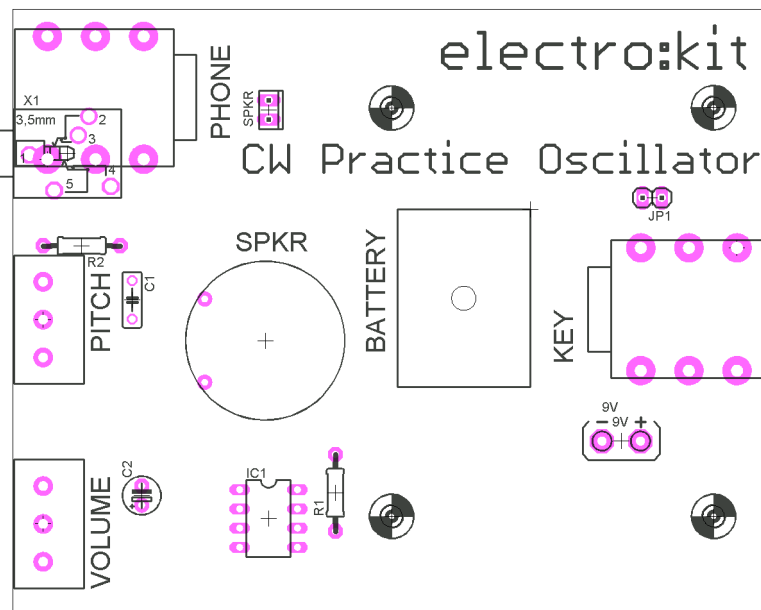 electro:kit
CW Practice Oscillator
PHONE
SPKR
X1
3,5mm
2
3
1
4
5
JP1
R2
C1
PITCH
SPKR
BATTERY
KEY
9V
- 9V +
C2
+
VOLUME
IC1
R1